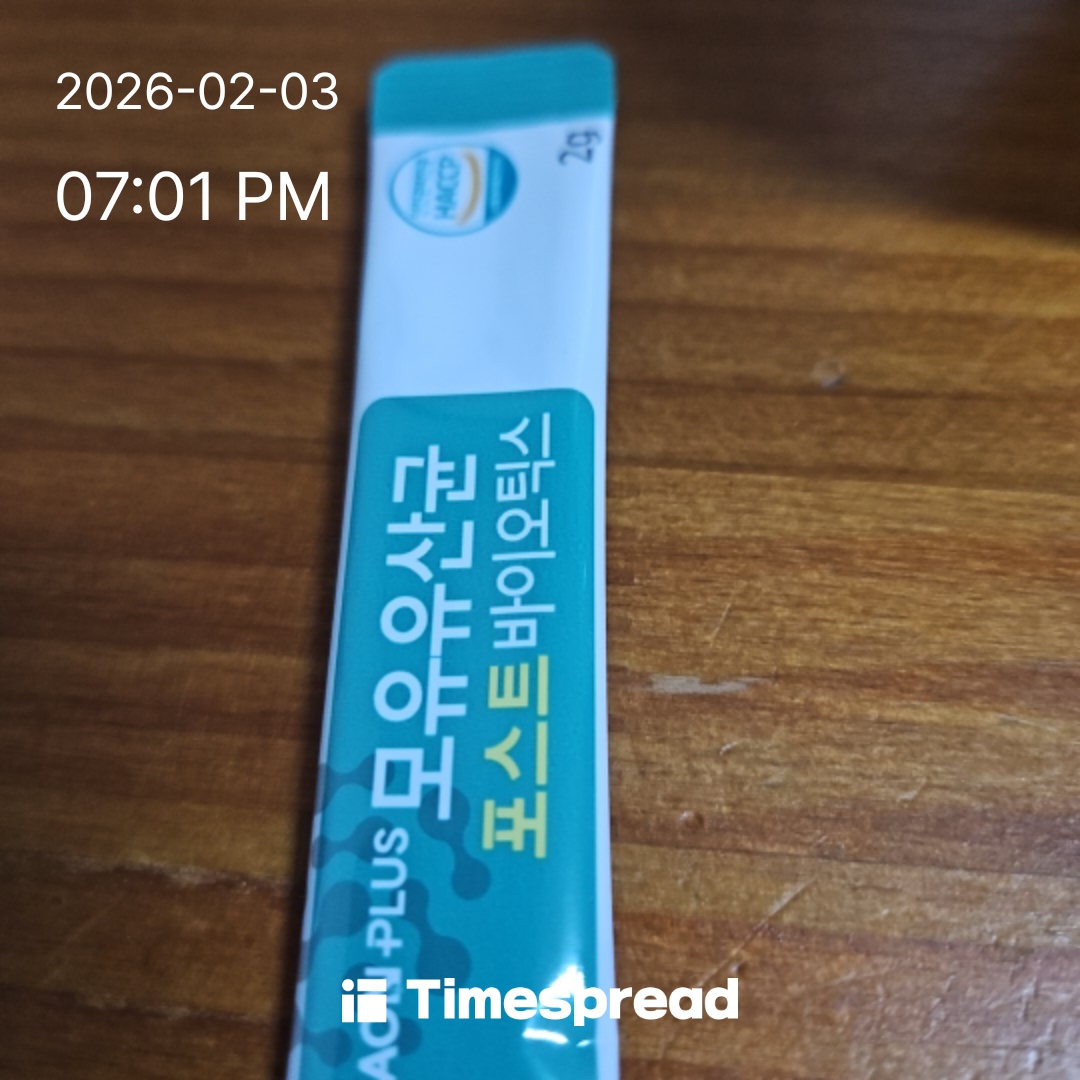 2026-02-03
07:01 PM
HACCP
2g
PLUS 모유유산균
포스트바이오틱스
Timespread